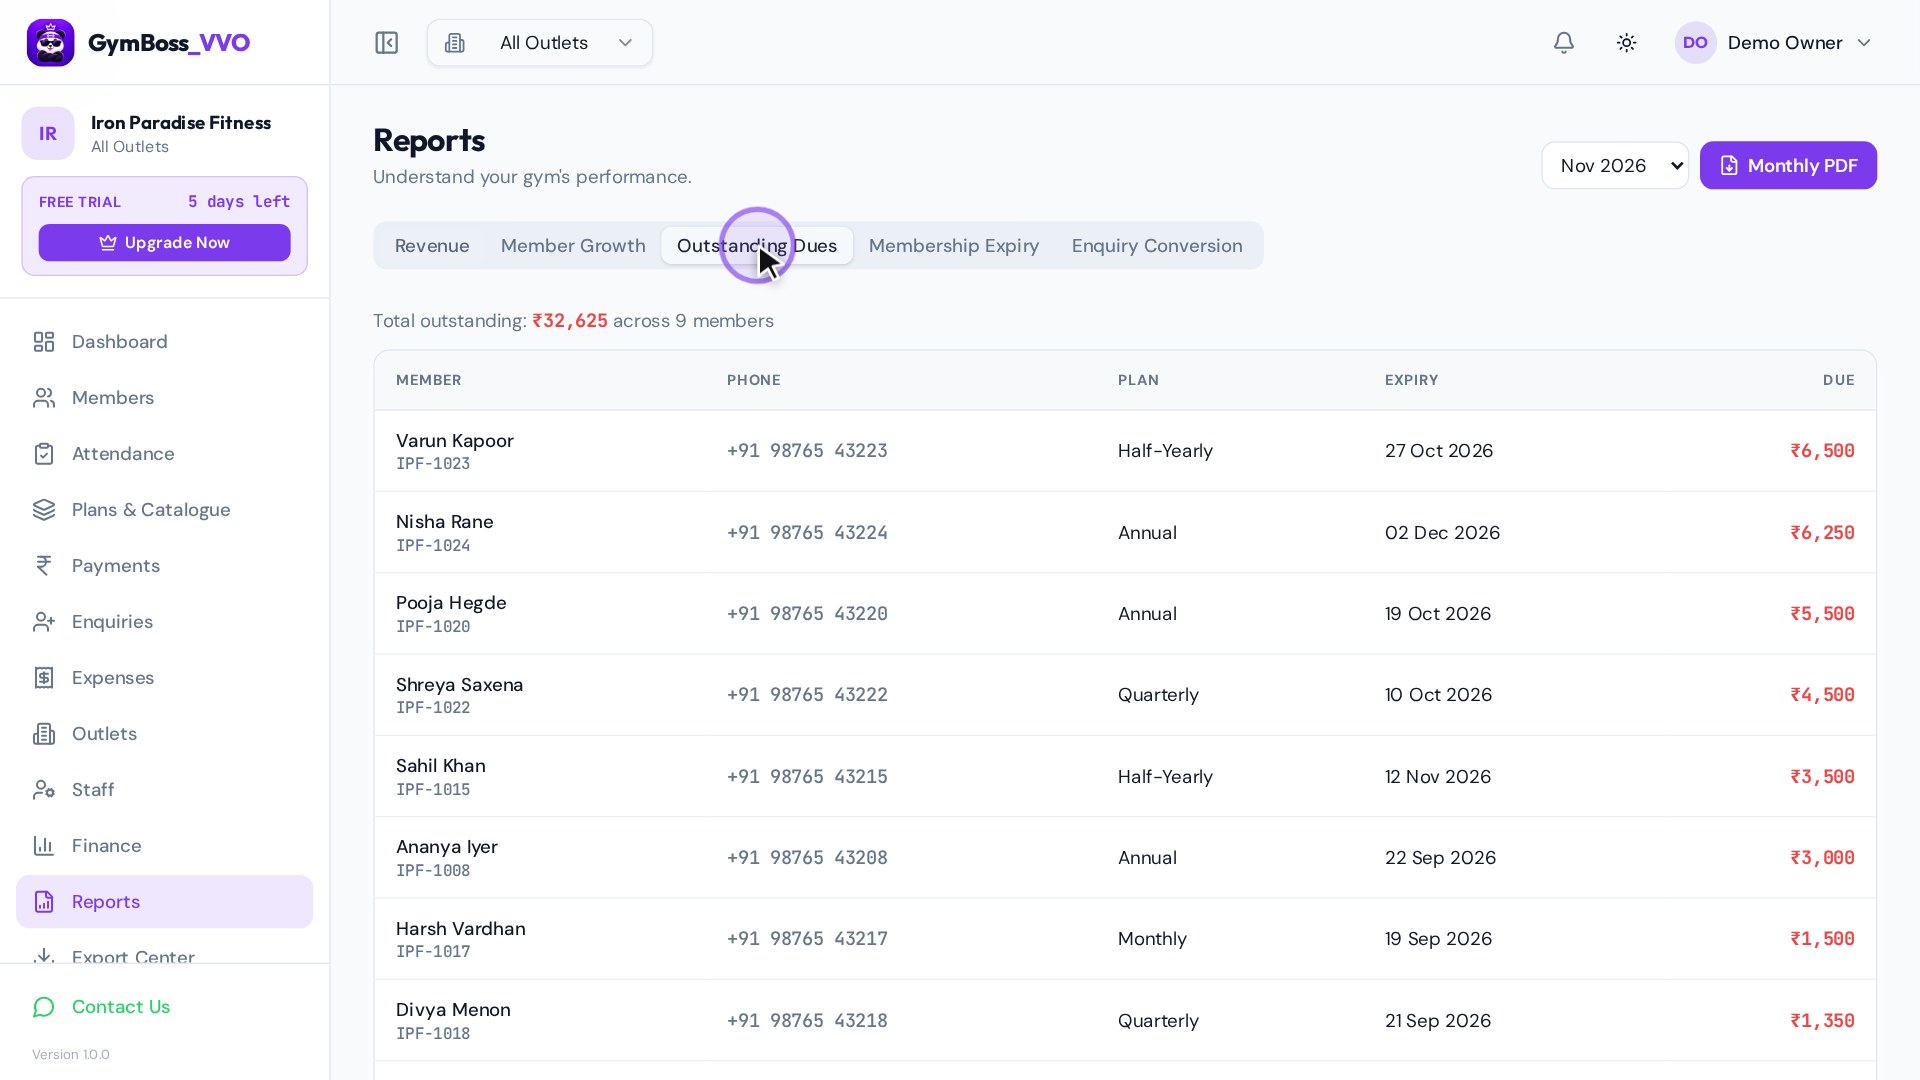 GymBoss_VVO
All Outlets
DO Demo Owner
IR Iron Paradise Fitness
All Outlets
FREE TRIAL 5 days left
Upgrade Now
Dashboard
Members
Attendance
Plans & Catalogue
Payments
Enquiries
Expenses
Outlets
Staff
Finance
Reports
Export Center
Contact Us
Version 1.0.0
Reports
Understand your gym's performance.
Nov 2026 Monthly PDF
Revenue Member Growth Outstanding Dues Membership Expiry Enquiry Conversion
Total outstanding: ₹32,625 across 9 members
MEMBER PHONE PLAN EXPIRY DUE
Varun Kapoor +91 98765 43223 Half-Yearly 27 Oct 2026 ₹6,500
IPF-1023
Nisha Rane +91 98765 43224 Annual 02 Dec 2026 ₹6,250
IPF-1024
Pooja Hegde +91 98765 43220 Annual 19 Oct 2026 ₹5,500
IPF-1020
Shreya Saxena +91 98765 43222 Quarterly 10 Oct 2026 ₹4,500
IPF-1022
Sahil Khan +91 98765 43215 Half-Yearly 12 Nov 2026 ₹3,500
IPF-1015
Ananya Iyer +91 98765 43208 Annual 22 Sep 2026 ₹3,000
IPF-1008
Harsh Vardhan +91 98765 43217 Monthly 19 Sep 2026 ₹1,500
IPF-1017
Divya Menon +91 98765 43218 Quarterly 21 Sep 2026 ₹1,350
IPF-1018